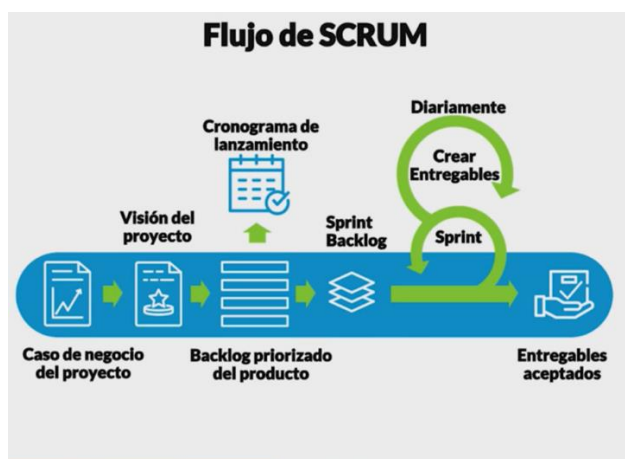 Flujo de SCRUM
Diariamente
Cronograma de
lanzamiento
Crear
Entregables
Visión del
proyecto
Sprint
Backlog
Sprint
Caso de negocio
del proyecto
Backlog priorizado
del producto
Entregables
aceptados